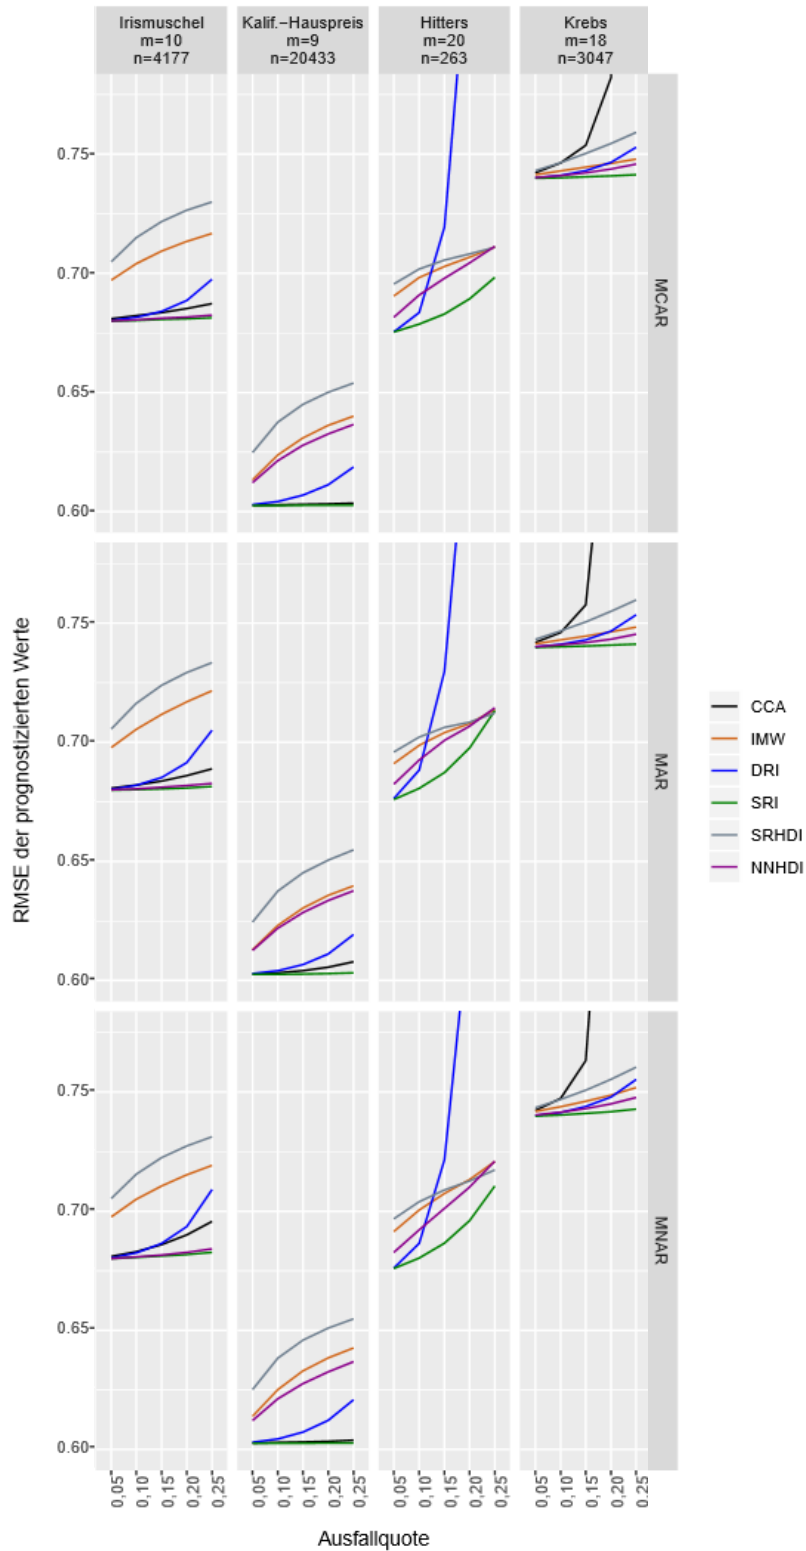 Irismuschel
m=10
n=4177
Kalif.−Hauspreis
m=9
n=20433
Hitters
m=20
n=263
Krebs
m=18
n=3047
0.75
0.70
0.65
0.60
MCAR
0.75
0.70
0.65
0.60
MAR
0.75
0.70
0.65
0.60
MNAR
RMSE der prognostizierten Werte
0,05
0,10
0,15
0,20
0,25
0,05
0,10
0,15
0,20
0,25
0,05
0,10
0,15
0,20
0,25
0,05
0,10
0,15
0,20
0,25
Ausfallquote
CCA
IMW
DRI
SRI
SRHDI
NNHDI